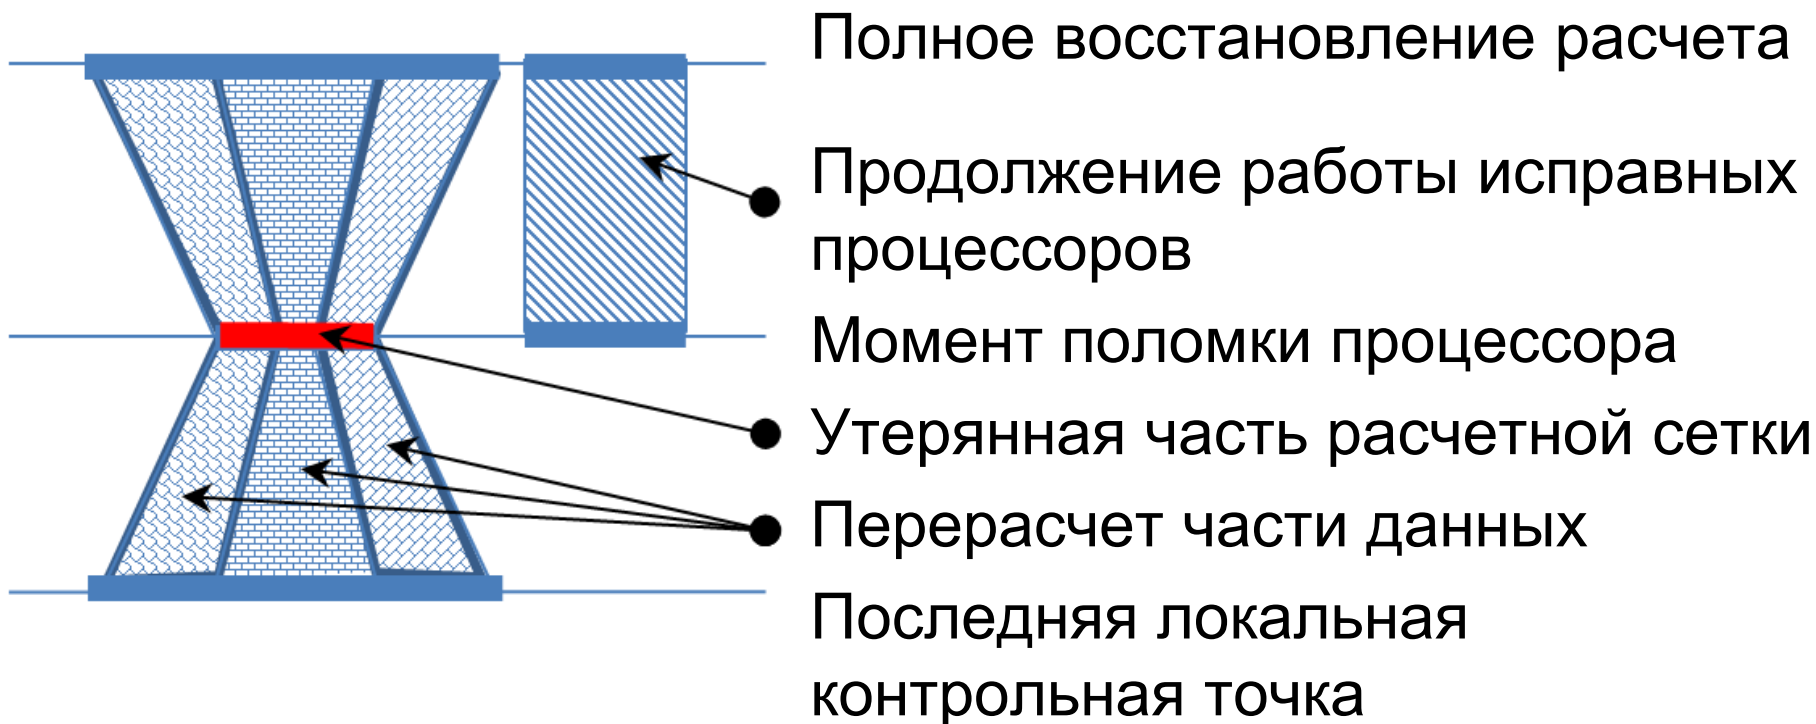 Полное восстановление расчета
Продолжение работы исправных
процессоров
Момент поломки процессора
Утерянная часть расчетной сетки
Перерасчет части данных
Последняя локальная
контрольная точка